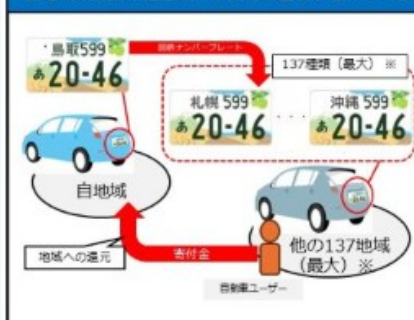 ・鳥取599
あ20-46
図柄ナンバープレート
137種類（最大）※
札幌 599
あ20-46
・・・
沖縄 599
あ20-46
自地域
他の137地域
（最大）※
地域への還元
寄付金
自動車ユーザー